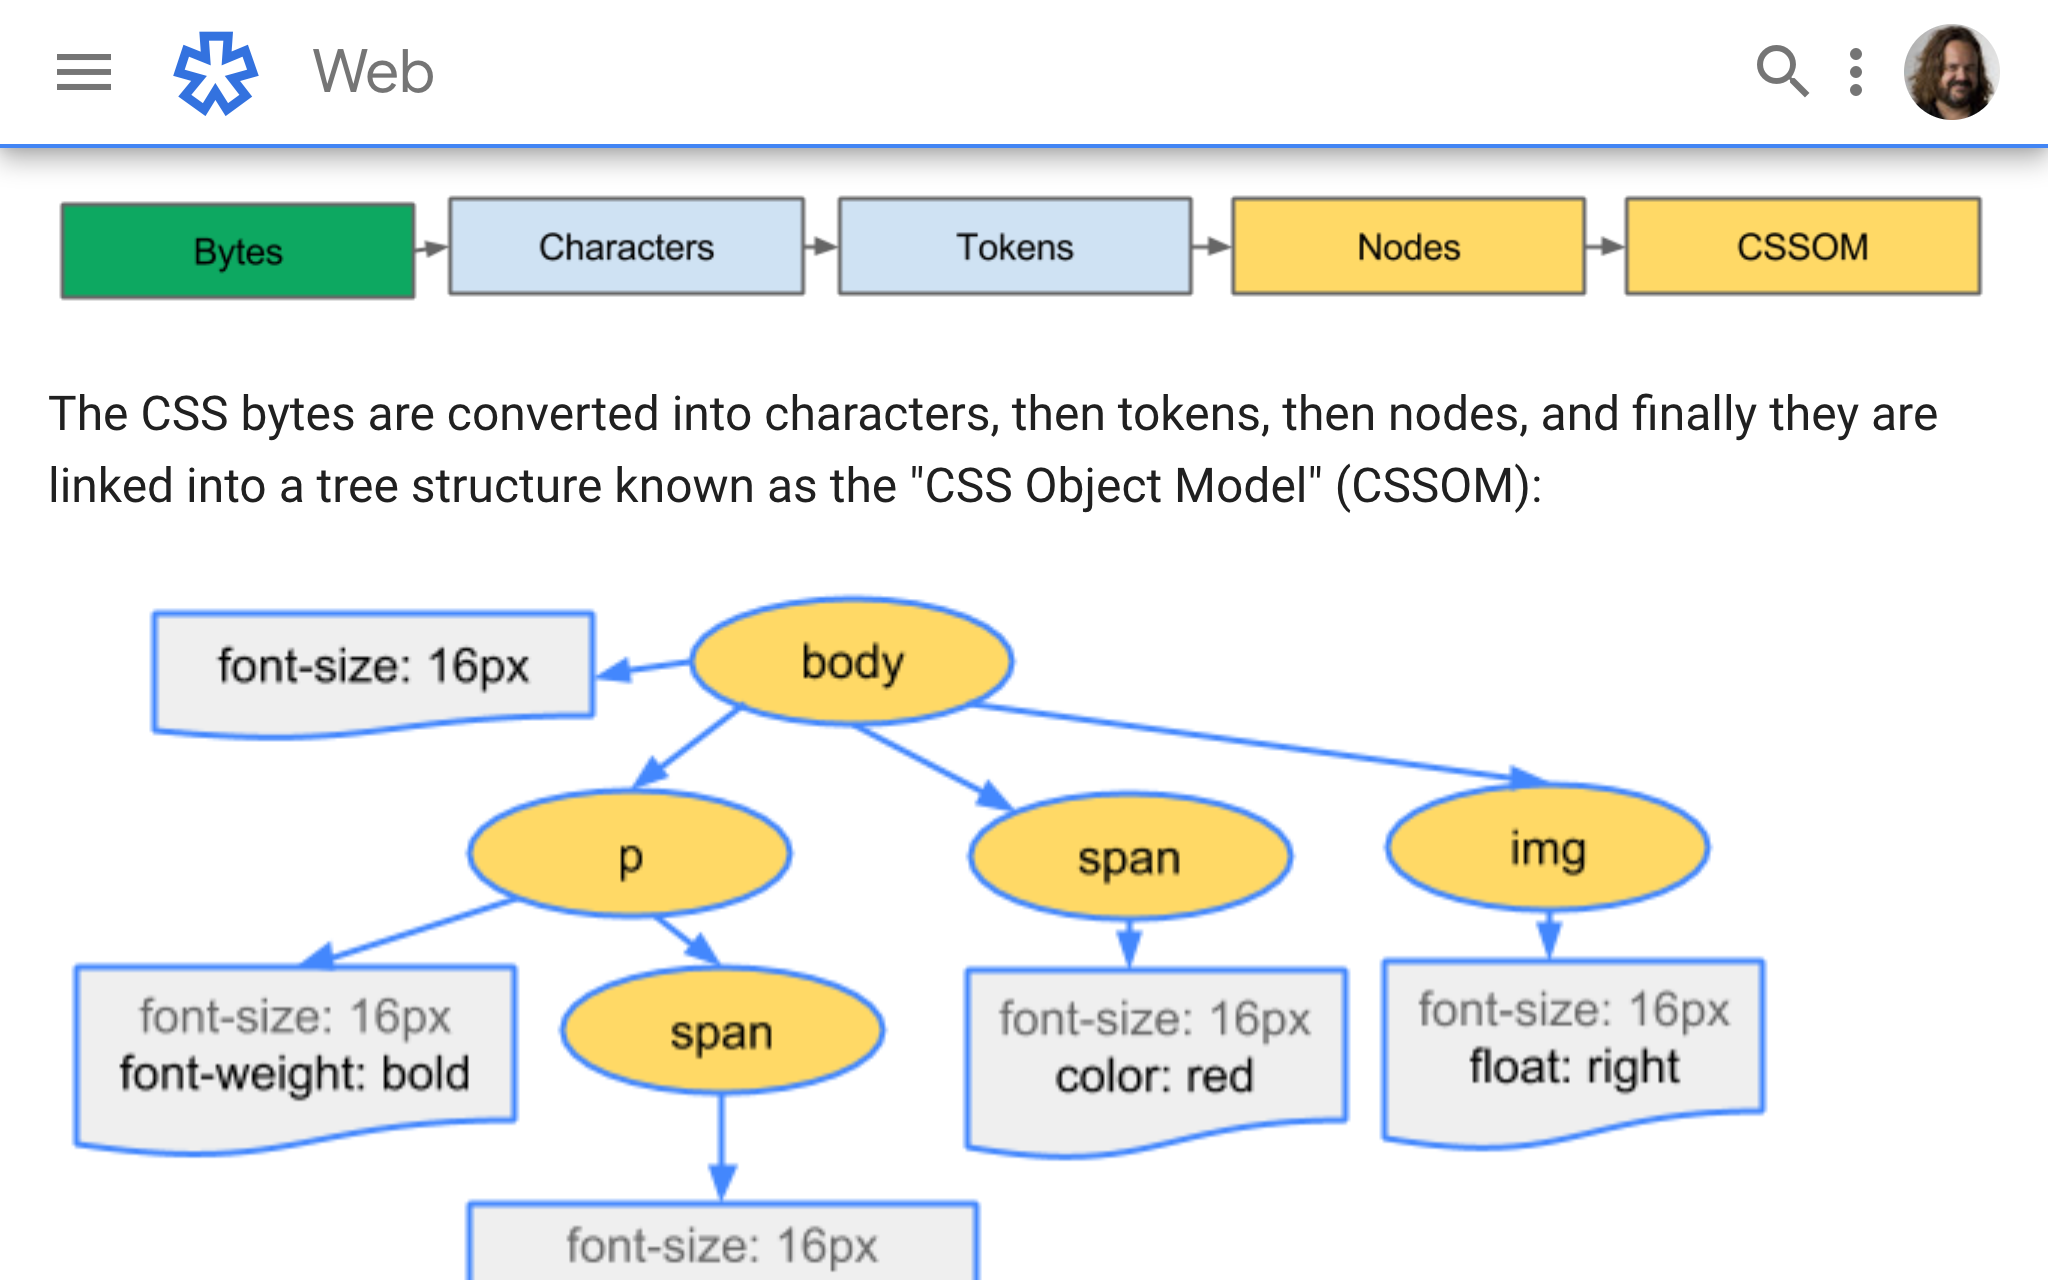 Web
Bytes
Characters
Tokens
Nodes
CSSOM
The CSS bytes are converted into characters, then tokens, then nodes, and finally they are
linked into a tree structure known as the "CSS Object Model" (CSSOM):
font-size: 16px
body
p
span
img
font-size: 16px
font-weight: bold
span
font-size: 16px
color: red
font-size: 16px
float: right
font-size: 16px